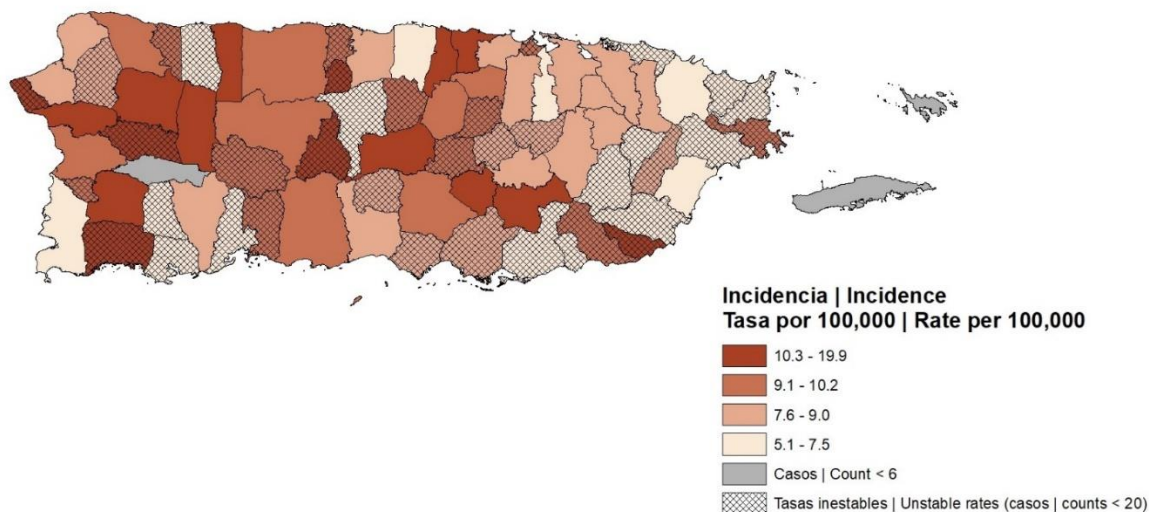 Incidencia | Incidence
Tasa por 100,000 | Rate per 100,000
10.3 - 19.9
9.1 - 10.2
7.6 - 9.0
5.1 - 7.5
Casos | Count < 6
Tasas inestables | Unstable rates (casos | counts < 20)